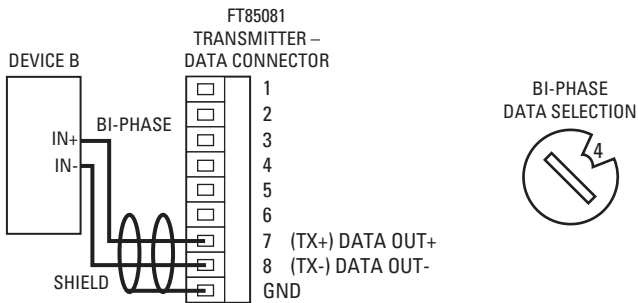 FT85081
TRANSMITTER –
DATA CONNECTOR
DEVICE B
BI-PHASE
IN+
IN-
SHIELD
1
2
3
4
5
6
7 (TX+) DATA OUT+
8 (TX-) DATA OUT-
GND
BI-PHASE
DATA SELECTION
4